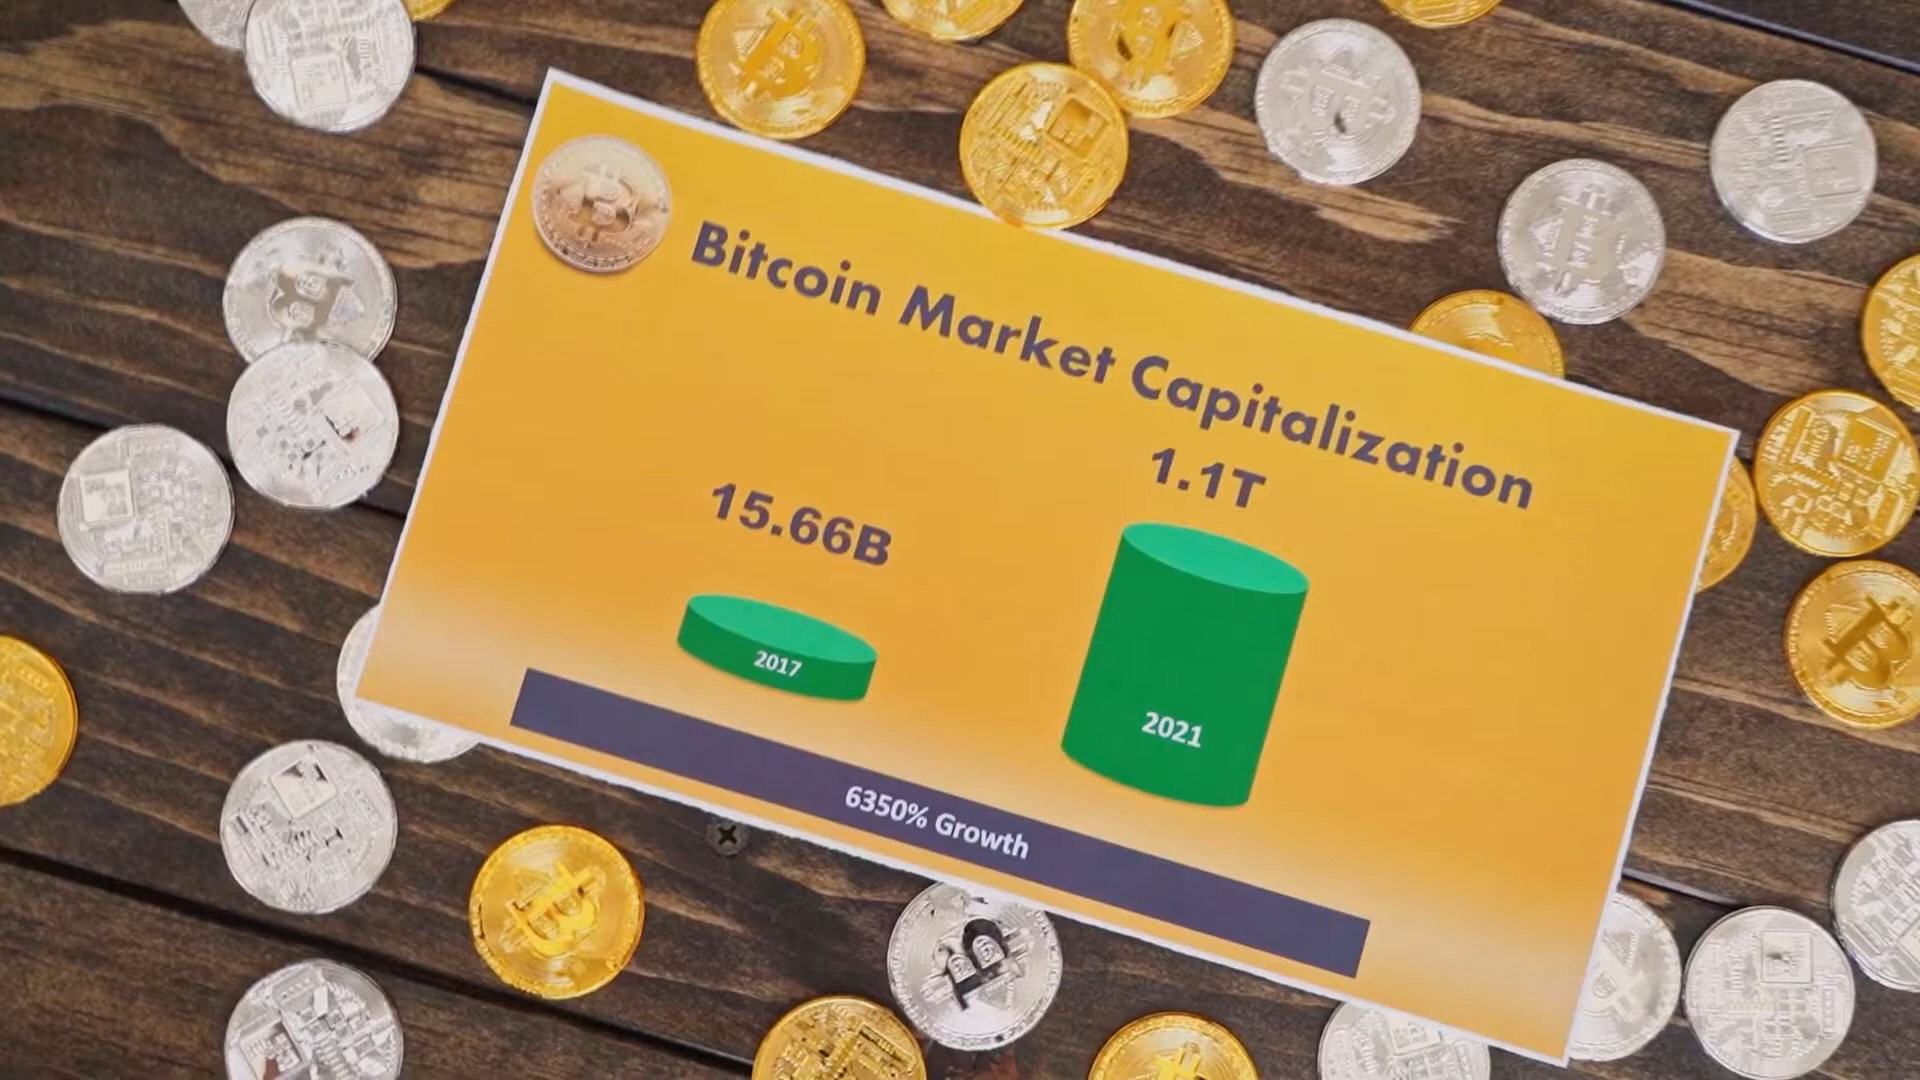 Bitcoin Market Capitalization
15.66B
1.1T
2017
2021
6350% Growth